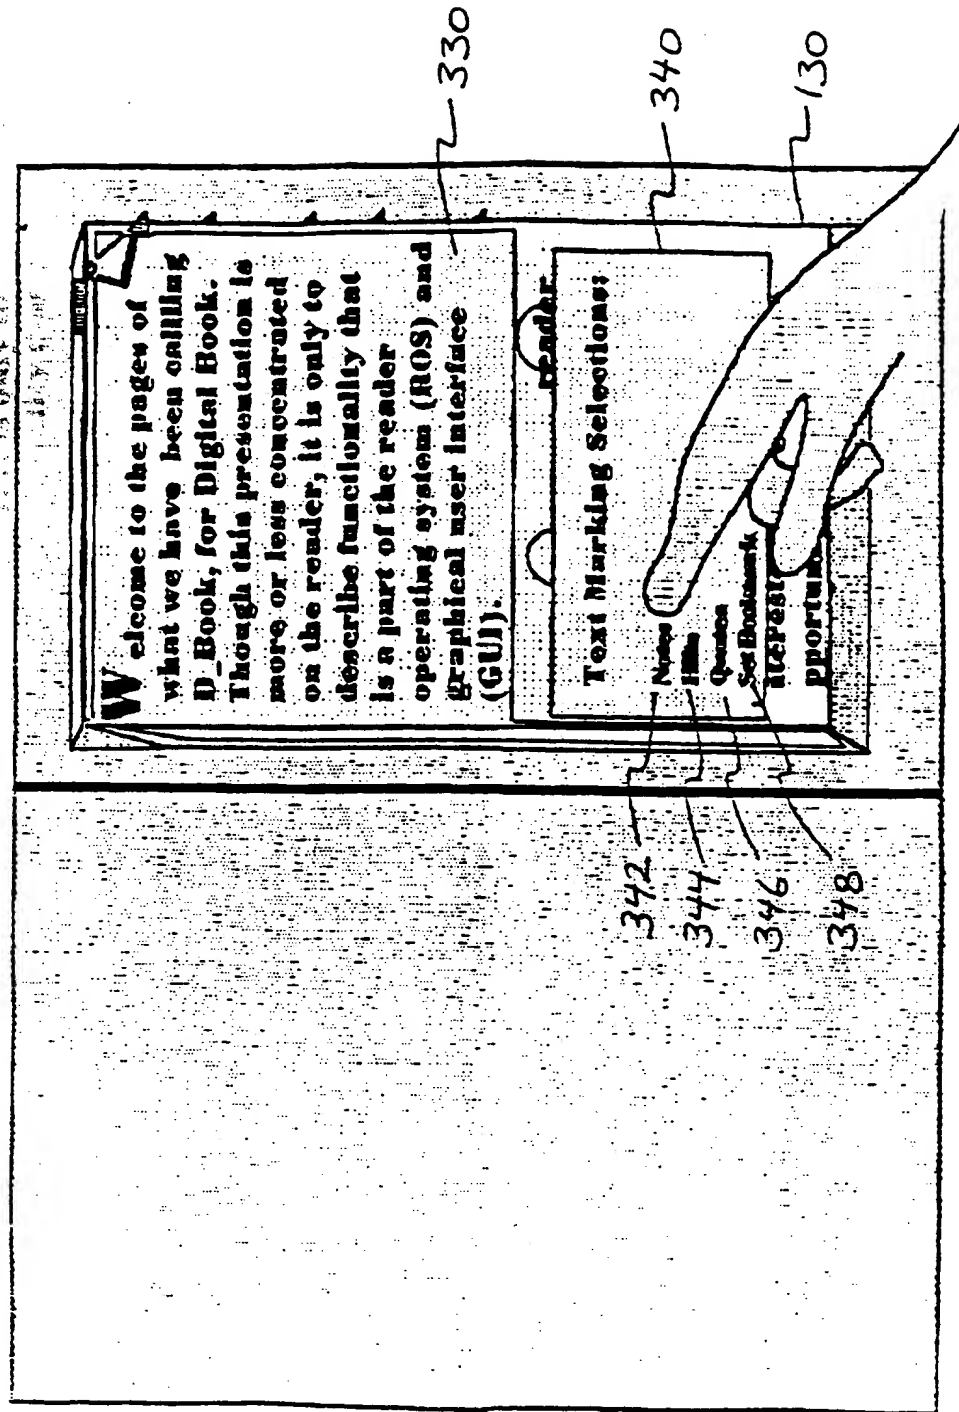 Welcome to the pages of
what we have been calling
D_Book, for Digital Book.
Though this presentation is
more or less concentrated
on the reader, it is only to
describe functionality that
is a part of the reader
operating system (ROS) and
graphical user interface
(GUI).
330
reader
340
Text Marking Selections:
342 Notes
344
346 Quotes
348 Set Bookmark
pportun
130